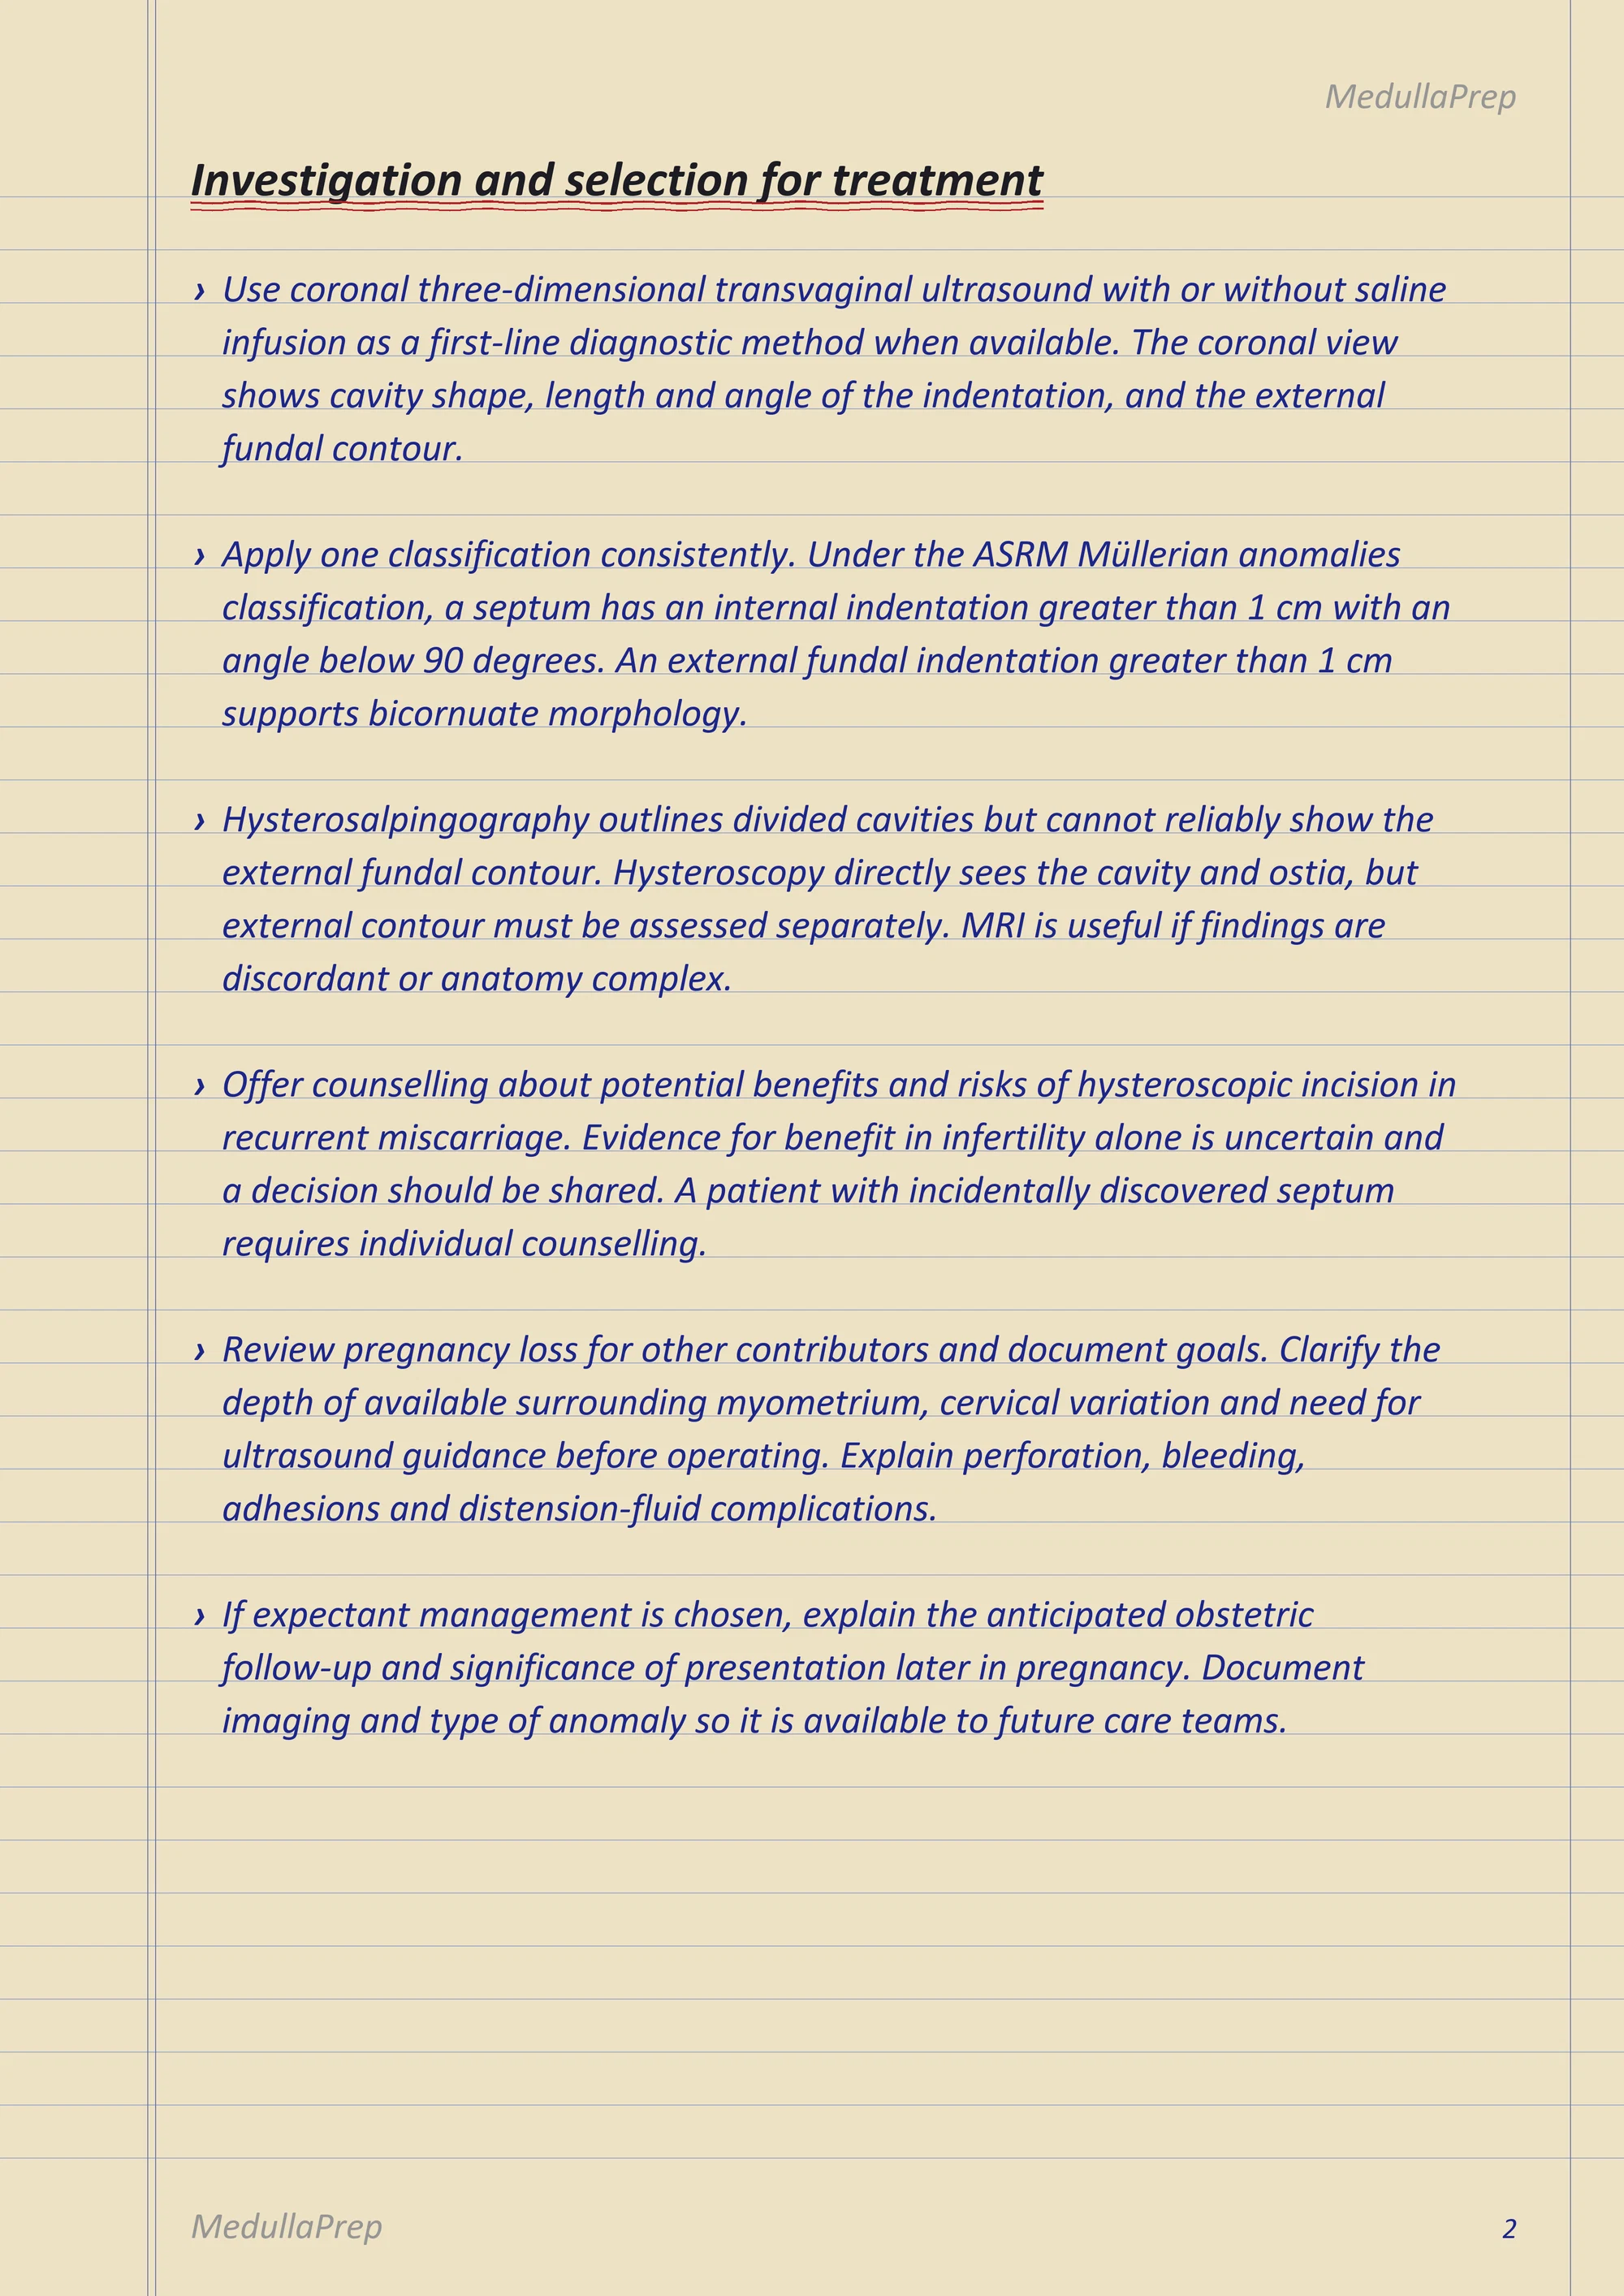 MedullaPrep
Investigation and selection for treatment
› Use coronal three-dimensional transvaginal ultrasound with or without saline
infusion as a first-line diagnostic method when available. The coronal view
shows cavity shape, length and angle of the indentation, and the external
fundal contour.
› Apply one classification consistently. Under the ASRM Müllerian anomalies
classification, a septum has an internal indentation greater than 1 cm with an
angle below 90 degrees. An external fundal indentation greater than 1 cm
supports bicornuate morphology.
› Hysterosalpingography outlines divided cavities but cannot reliably show the
external fundal contour. Hysteroscopy directly sees the cavity and ostia, but
external contour must be assessed separately. MRI is useful if findings are
discordant or anatomy complex.
› Offer counselling about potential benefits and risks of hysteroscopic incision in
recurrent miscarriage. Evidence for benefit in infertility alone is uncertain and
a decision should be shared. A patient with incidentally discovered septum
requires individual counselling.
› Review pregnancy loss for other contributors and document goals. Clarify the
depth of available surrounding myometrium, cervical variation and need for
ultrasound guidance before operating. Explain perforation, bleeding,
adhesions and distension-fluid complications.
› If expectant management is chosen, explain the anticipated obstetric
follow-up and significance of presentation later in pregnancy. Document
imaging and type of anomaly so it is available to future care teams.
MedullaPrep
2